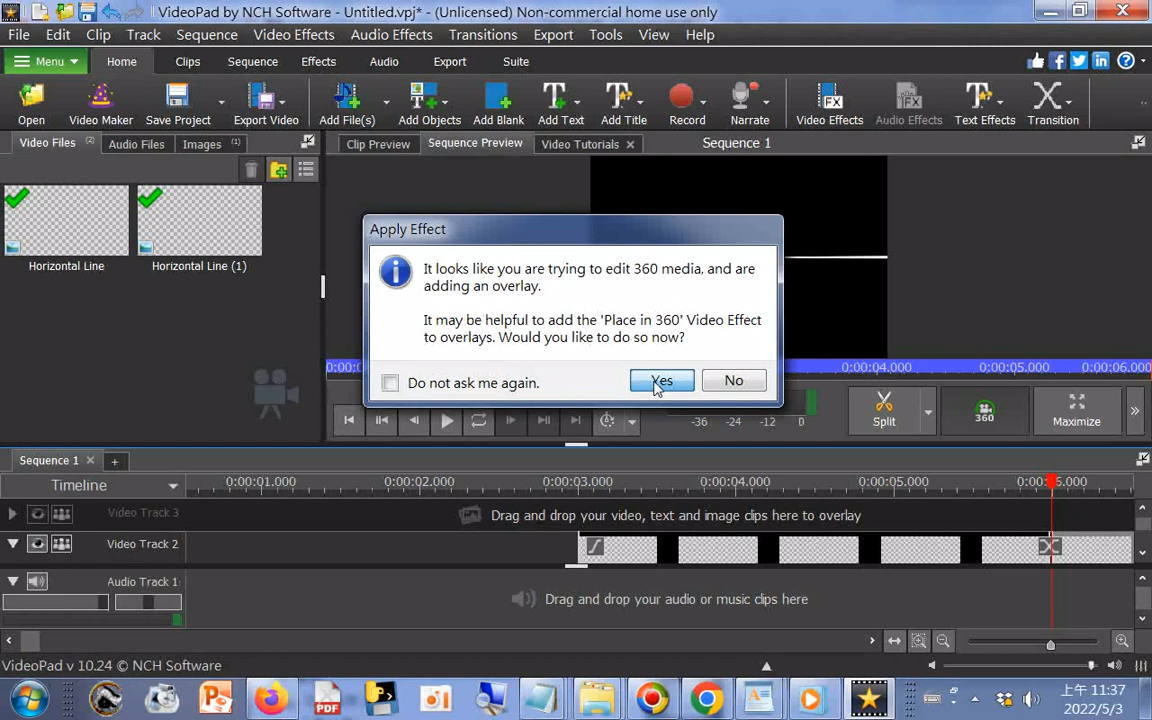 VideoPad by NCH Software - Untitled.vpj* - (Unlicensed) Non-commercial home use only
File Edit Clip Track Sequence Video Effects Audio Effects Transitions Export Tools View Help
Menu Home Clips Sequence Effects Audio Export Suite
Open Video Maker Save Project Export Video Add File(s) Add Objects Add Blank Add Text Add Title Record Narrate Video Effects Audio Effects Text Effects Transition
Video Files (2) Audio Files Images (1) Clip Preview Sequence Preview Video Tutorials Sequence 1
Horizontal Line Horizontal Line (1)
Apply Effect
It looks like you are trying to edit 360 media, and are
adding an overlay.
It may be helpful to add the 'Place in 360' Video Effect
to overlays. Would you like to do so now?
Do not ask me again. Yes No
0:00:04.000 0:00:05.000 0:00:06.000
-36 -24 -12 0 Split 360 Maximize
Sequence 1
Timeline 0:00:01.000 0:00:02.000 0:00:03.000 0:00:04.000 0:00:05.000
Video Track 3 Drag and drop your video, text and image clips here to overlay
Video Track 2
Audio Track 1 Drag and drop your audio or music clips here
VideoPad v 10.24 © NCH Software
PDF
上午 11:37
2022/5/3